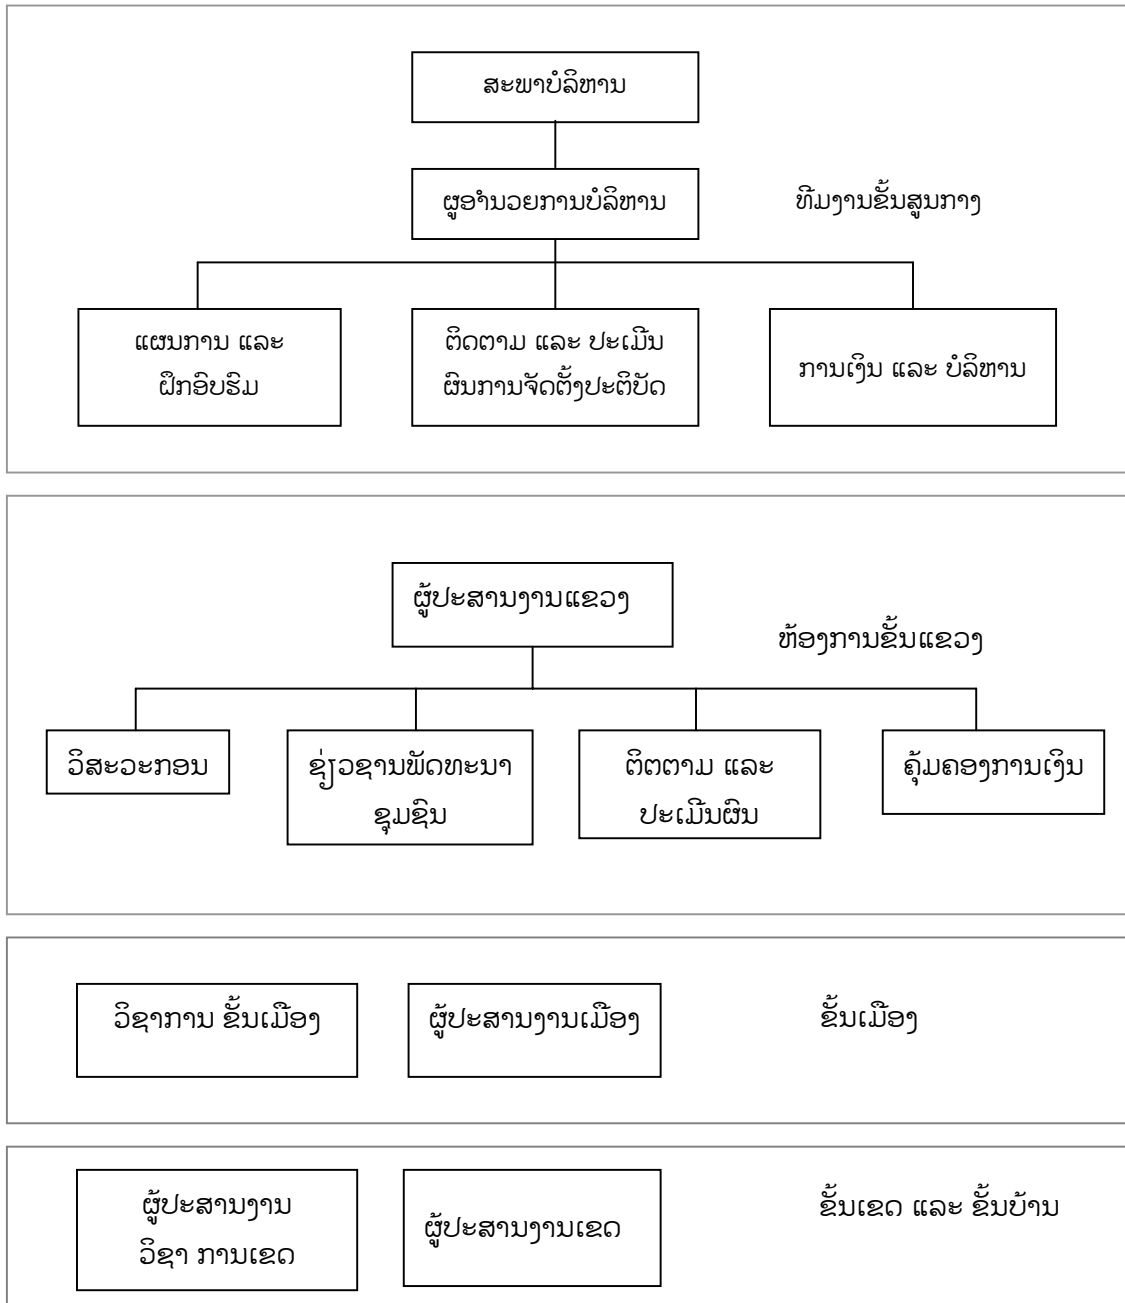 ສະພາບໍລິຫານ
ຜູອຳນວຍການບໍລິຫານ
ທີມງານຂັ້ນສູນກາງ
ແຜນການ ແລະ
ຝຶກອົບຮົມ
ຕິດຕາມ ແລະ ປະເມີນ
ຜົນການຈັດຕັ້ງປະຕິບັດ
ການເງິນ ແລະ ບໍລິຫານ
ຜູ້ປະສານງານແຂວງ
ຫ້ອງການຂັ້ນແຂວງ
ວິສະວະກອນ
ຊ່ຽວຊານພັດທະນາ
ຊຸມຊົນ
ຕິຕຕາມ ແລະ
ປະເມີນຜົນ
ຄຸ້ມຄອງການເງິນ
ວິຊາການ ຂັ້ນເມືອງ
ຜູ້ປະສານງານເມືອງ
ຂັ້ນເມືອງ
ຜູ້ປະສານງານ
ວິຊາ ການເຂດ
ຜູ້ປະສານງານເຂດ
ຂັ້ນເຂດ ແລະ ຂັ້ນບ້ານ